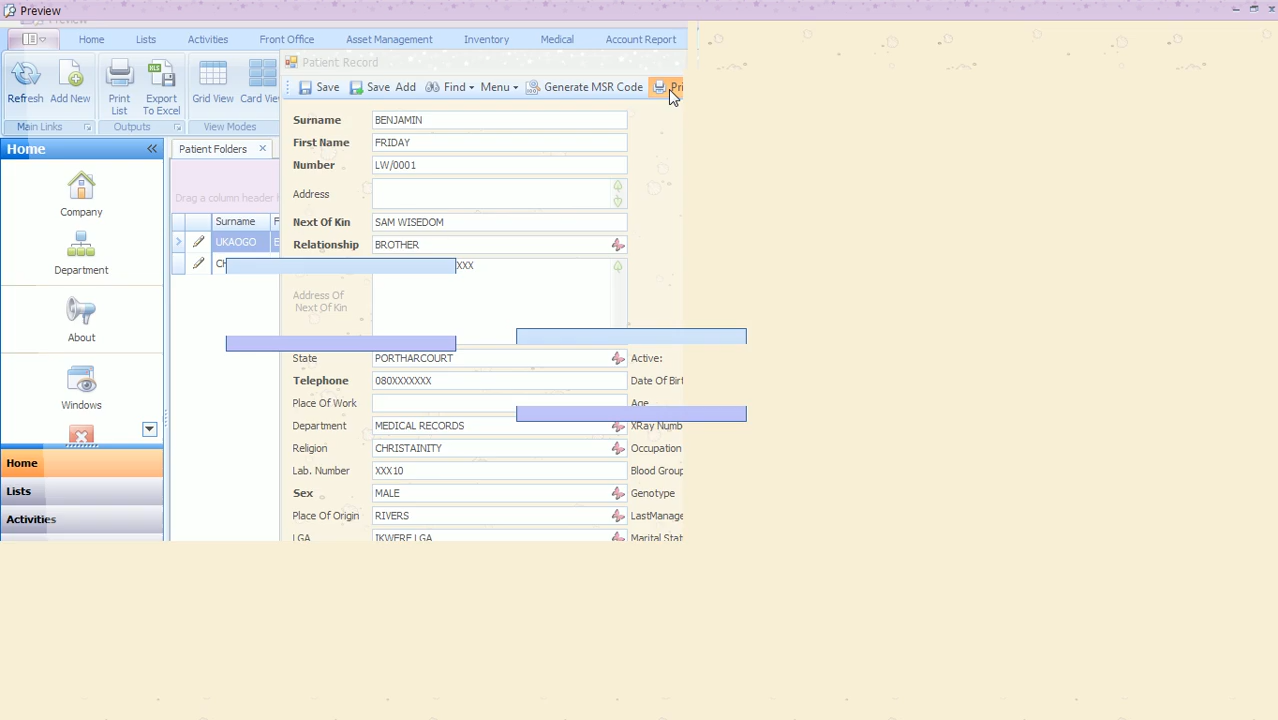 Preview
Home Lists Activities Front Office Asset Management Inventory Medical Account Report
Patient Record
Refresh Add New Print List Export To Excel Grid View Card View
Save Save Add Find Menu Generate MSR Code Pri
Main Links Outputs View Modes
Surname BENJAMIN
First Name FRIDAY
Number LW/0001
Address
Next Of Kin SAM WISEDOM
Relationship BROTHER
XXX
Address Of
Next Of Kin
State PORTHARCOURT Active:
Telephone 080XXXXXXX Date Of Birt
Place Of Work Age
Department MEDICAL RECORDS XRay Numb
Religion CHRISTAINITY Occupation
Lab. Number XXX10 Blood Group
Sex MALE Genotype
Place Of Origin RIVERS LastManage
LGA IKWERE LGA Marital Stat
Home
Company
Department
About
Windows
Home
Lists
Activities
Patient Folders
Drag a column header h
Surname F
UKAOGO E